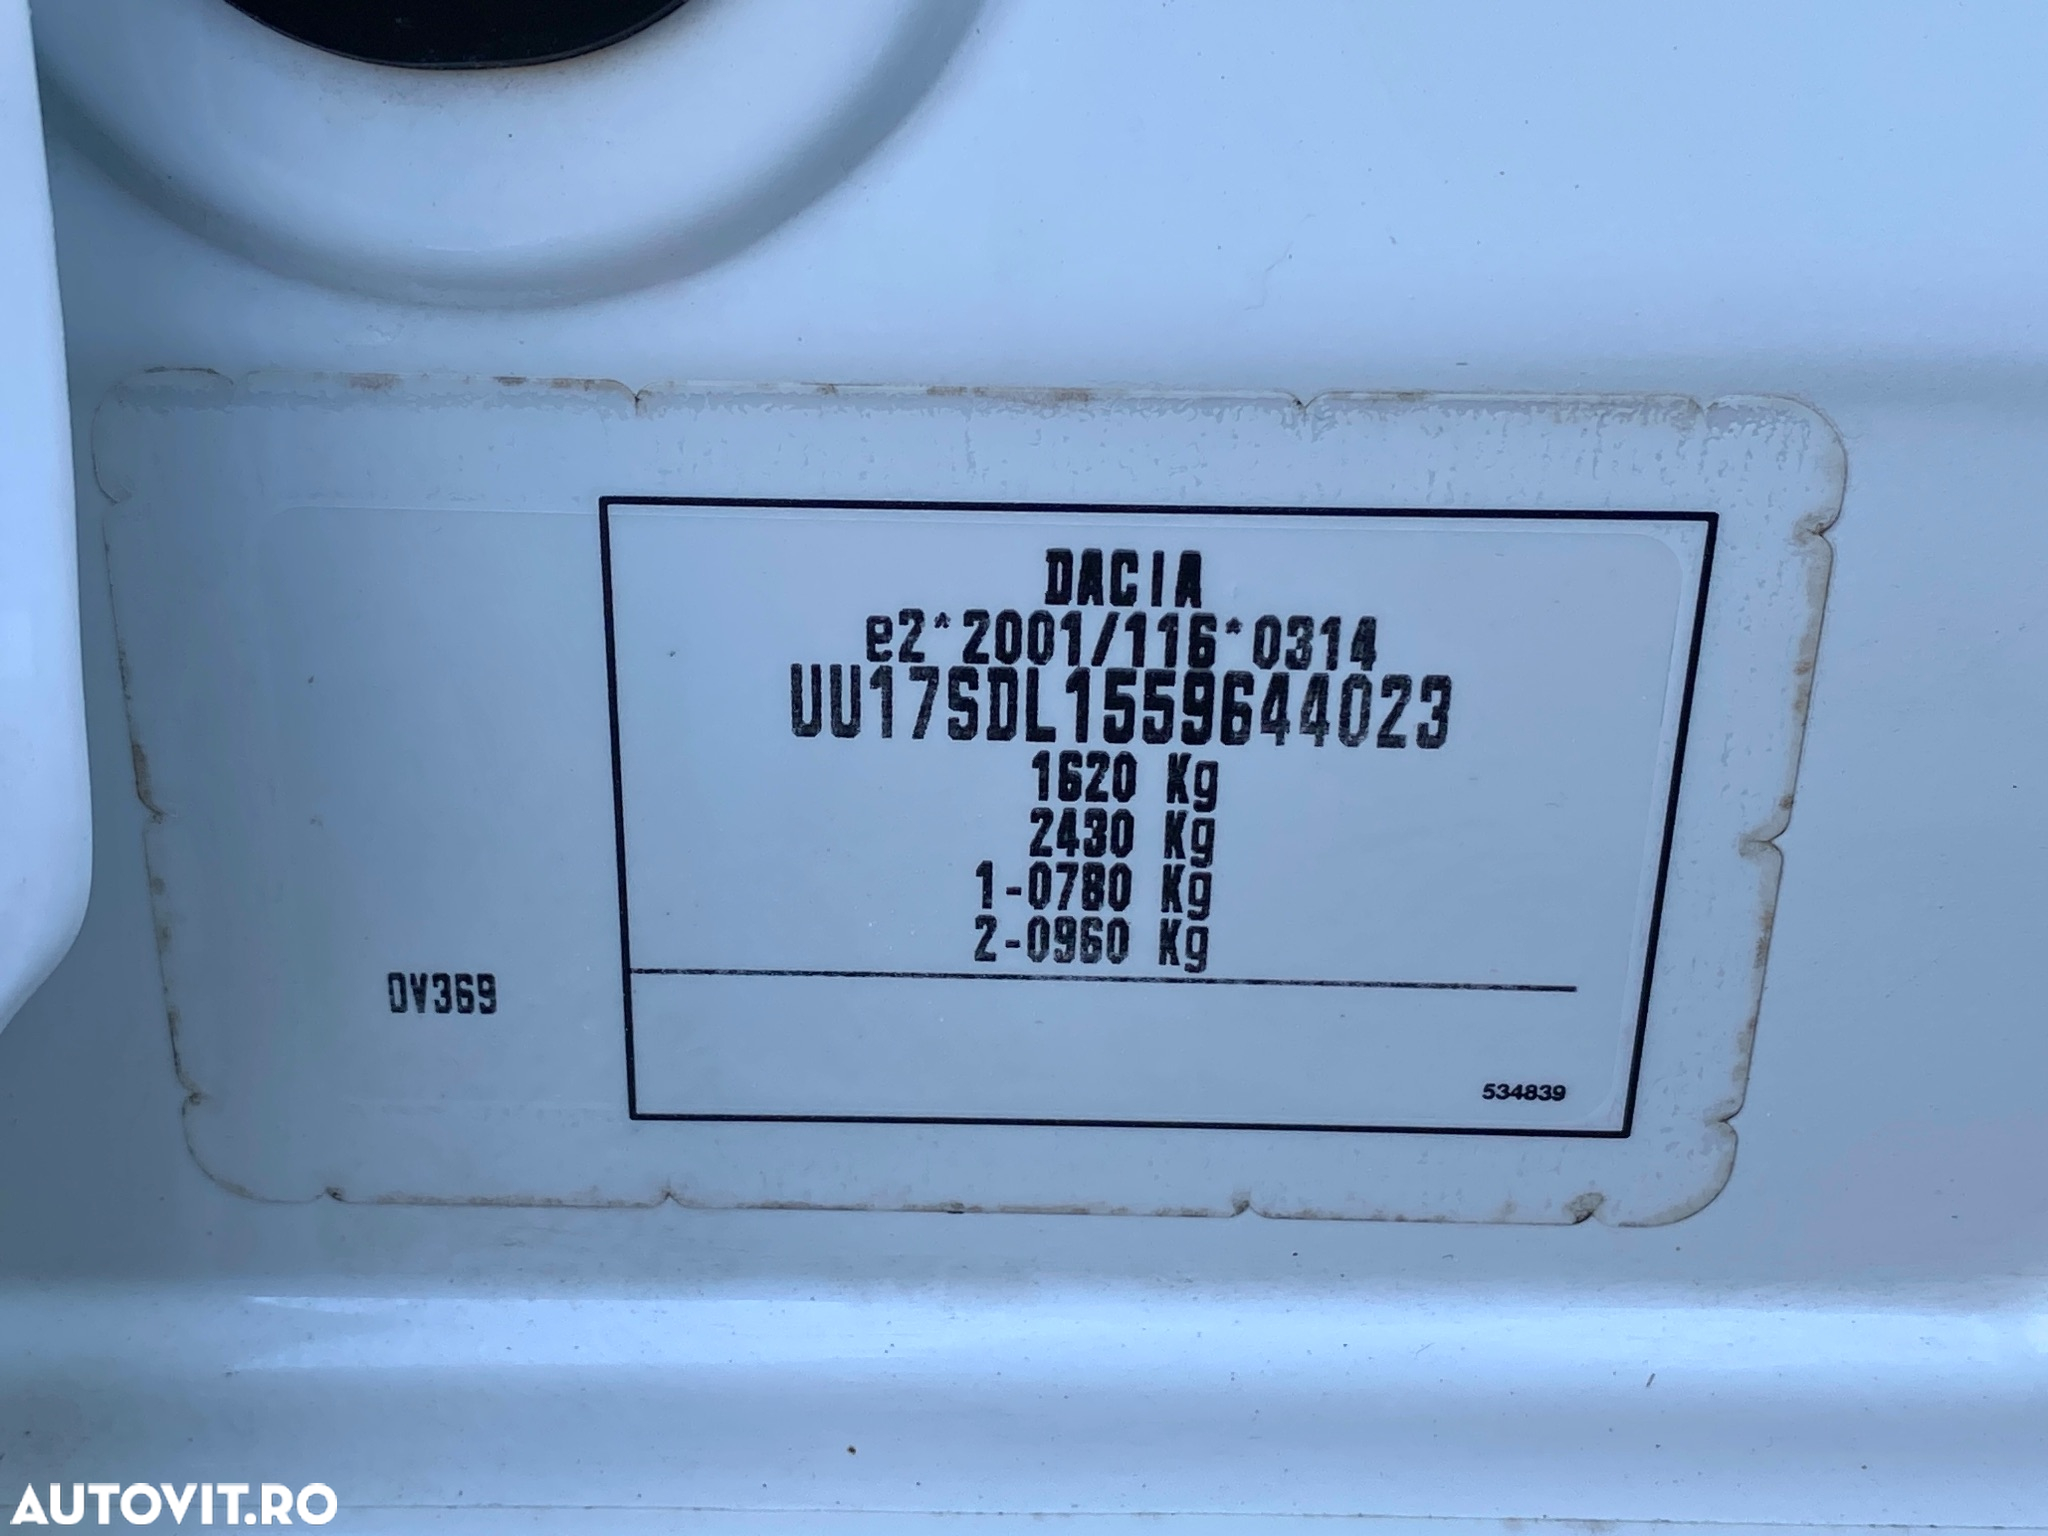 DACIA
e2*2001/116*0314
UU17SDL1559644023
1620 Kg
2430 Kg
1-0780 Kg
2-0960 Kg
OV369
534839
AUTOVIT.RO